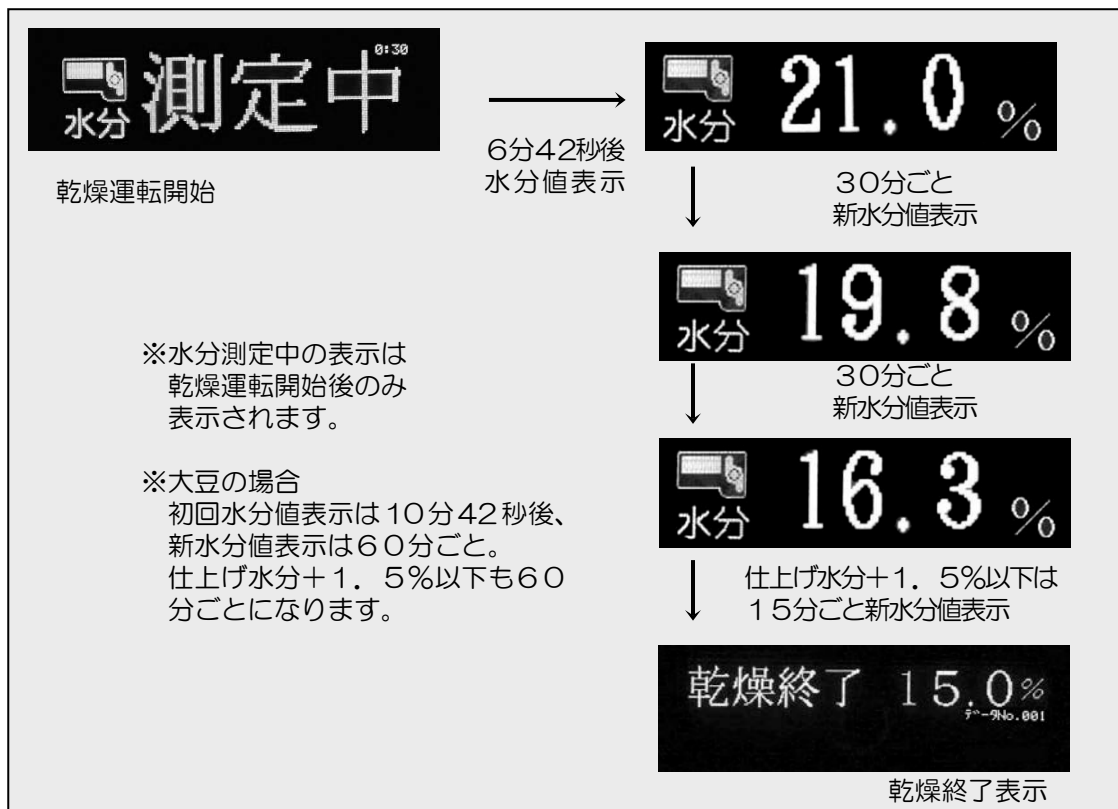 0:30
水分 測定中
乾燥運転開始
6分42秒後
水分値表示
水分 21.0 %
30分ごと
新水分値表示
水分 19.8 %
30分ごと
新水分値表示
水分 16.3 %
仕上げ水分+1.5%以下は
15分ごと新水分値表示
乾燥終了 15.0%
データNo.001
乾燥終了表示
※水分測定中の表示は
乾燥運転開始後のみ
表示されます。
※大豆の場合
初回水分値表示は10分42秒後、
新水分値表示は60分ごと。
仕上げ水分+1.5%以下も60
分ごとになります。